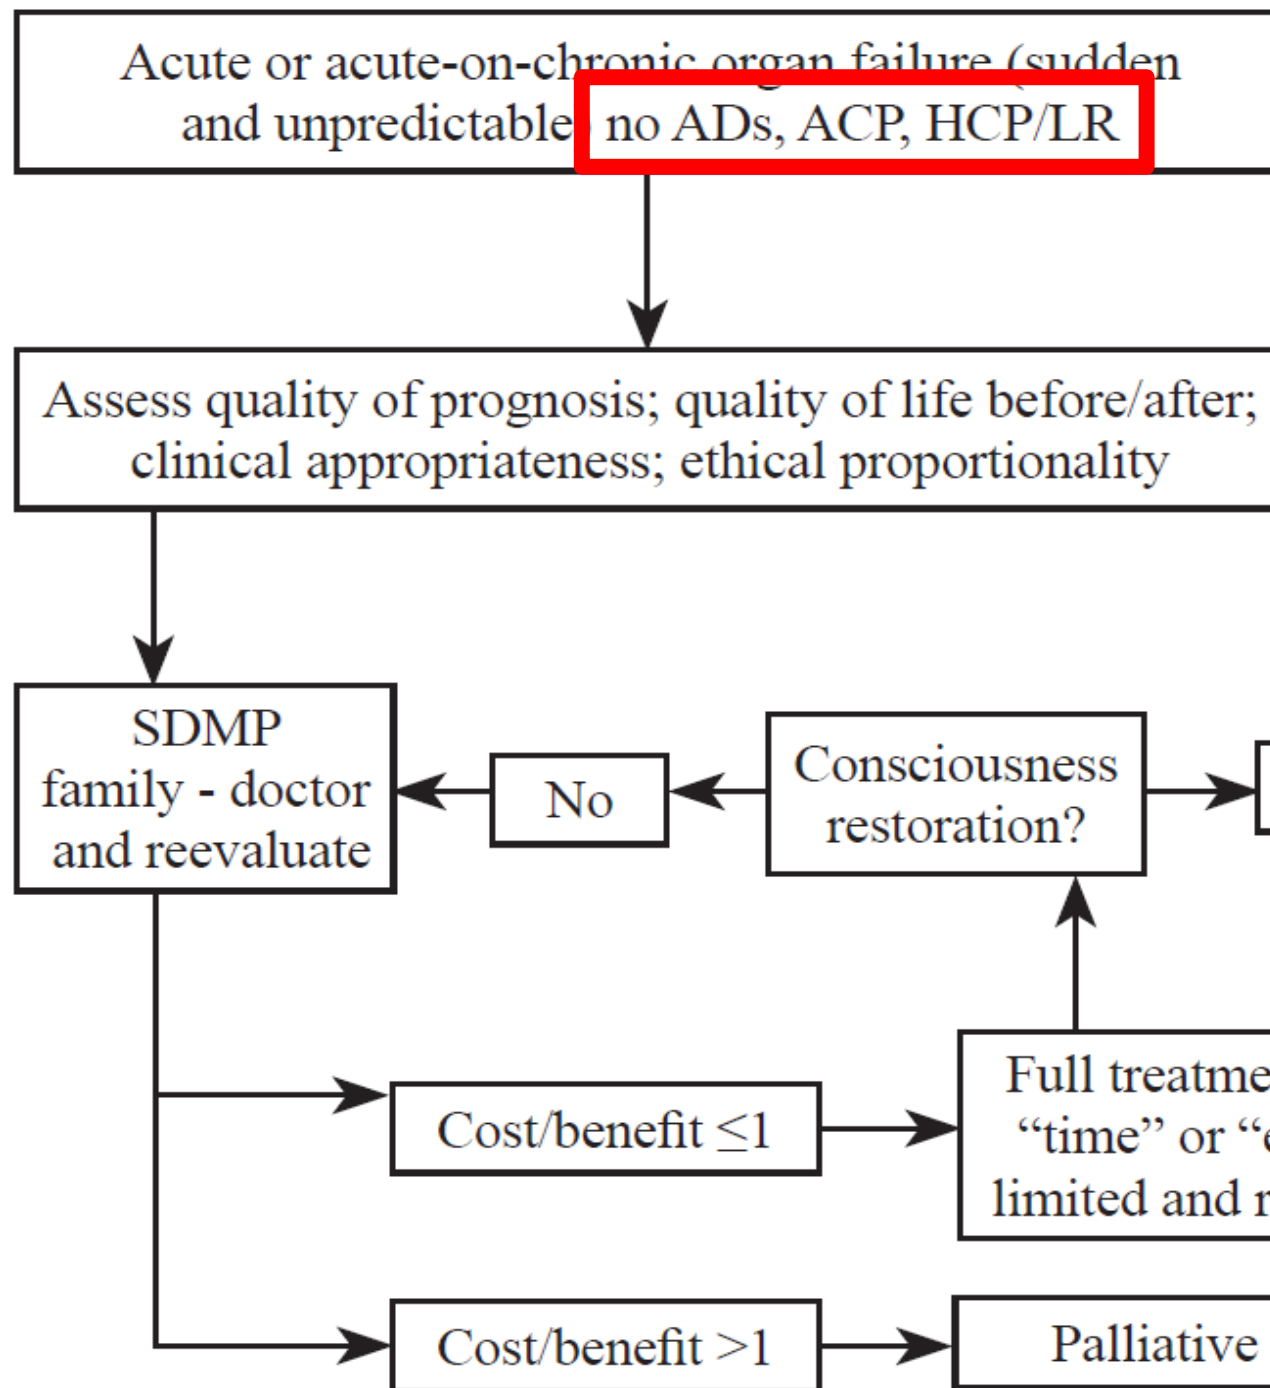 Acute or acute-on-chronic organ failure (sudden
and unpredictable) no ADs, ACP, HCP/LR
Assess quality of prognosis; quality of life before/after;
clinical appropriateness; ethical proportionality
SDMP
family - doctor
and reevaluate
No
Consciousness
restoration?
Cost/benefit ≤1
Full treatme
“time” or “e
limited and r
Cost/benefit >1
Palliative